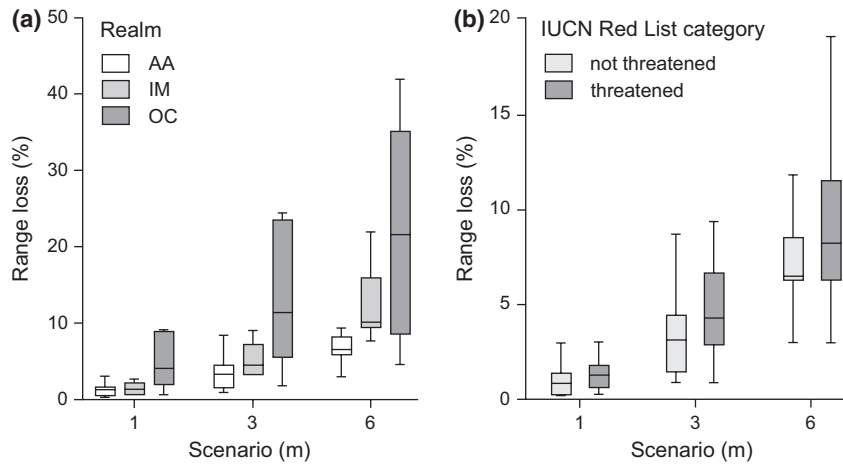 (a)
Realm
AA
IM
OC
Range loss (%)
50
40
30
20
10
0
1 3 6
Scenario (m)
(b)
IUCN Red List category
not threatened
threatened
Range loss (%)
20
15
10
5
0
1 3 6
Scenario (m)